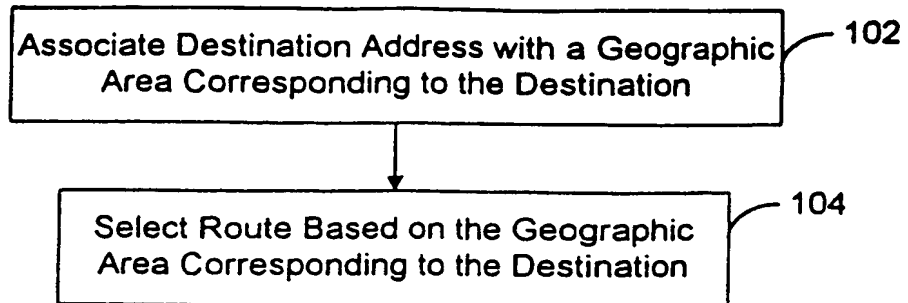 Associate Destination Address with a Geographic
Area Corresponding to the Destination
102
Select Route Based on the Geographic
Area Corresponding to the Destination
104